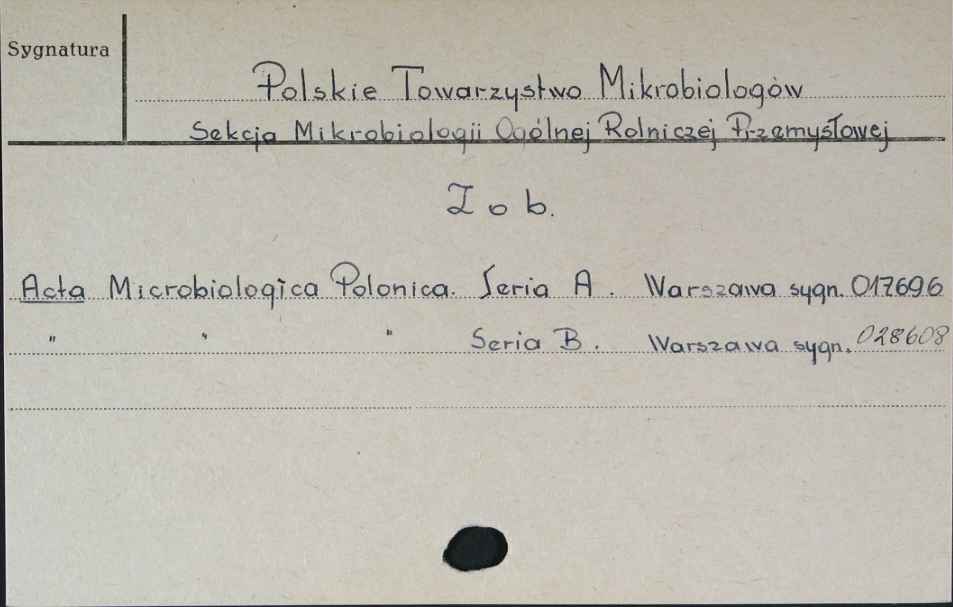 Sygnatura
Polskie Towarzystwo Mikrobiologów
Sekcja Mikrobiologii Ogólnej Rolniczej Przemysłowej
Zob.
Acta Microbiologica Polonica. Seria A. Warszawa sygn. 017696
" " " Seria B. Warszawa sygn. 028608